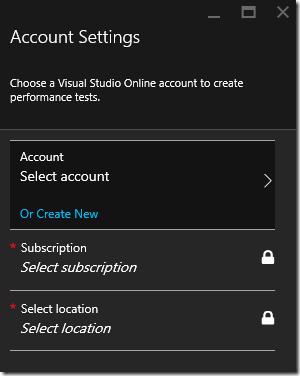 Account Settings
Choose a Visual Studio Online account to create
performance tests.
Account
Select account
Or Create New
* Subscription
Select subscription
* Select location
Select location